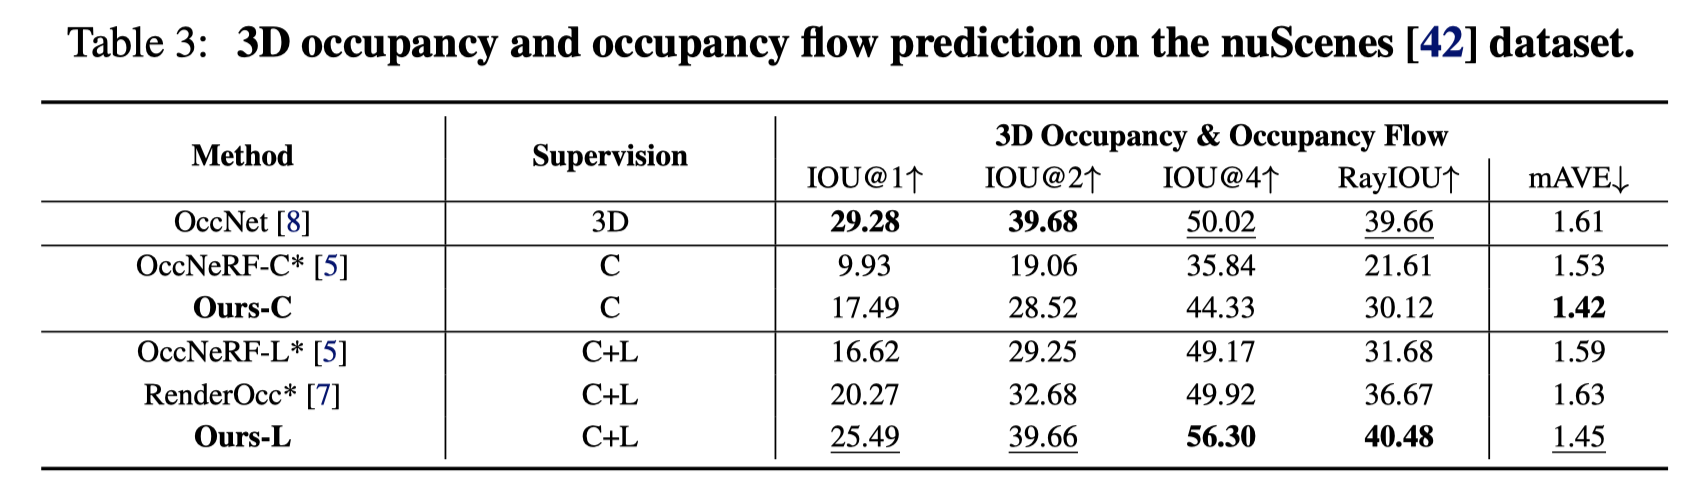 Table 3: 3D occupancy and occupancy flow prediction on the nuScenes [42] dataset.
Method Supervision 3D Occupancy & Occupancy Flow
IOU@1↑ IOU@2↑ IOU@4↑ RayIOU↑ mAVE↓
OccNet [8] 3D 29.28 39.68 50.02 39.66 1.61
OccNeRF-C* [5] C 9.93 19.06 35.84 21.61 1.53
Ours-C C 17.49 28.52 44.33 30.12 1.42
OccNeRF-L* [5] C+L 16.62 29.25 49.17 31.68 1.59
RenderOcc* [7] C+L 20.27 32.68 49.92 36.67 1.63
Ours-L C+L 25.49 39.66 56.30 40.48 1.45